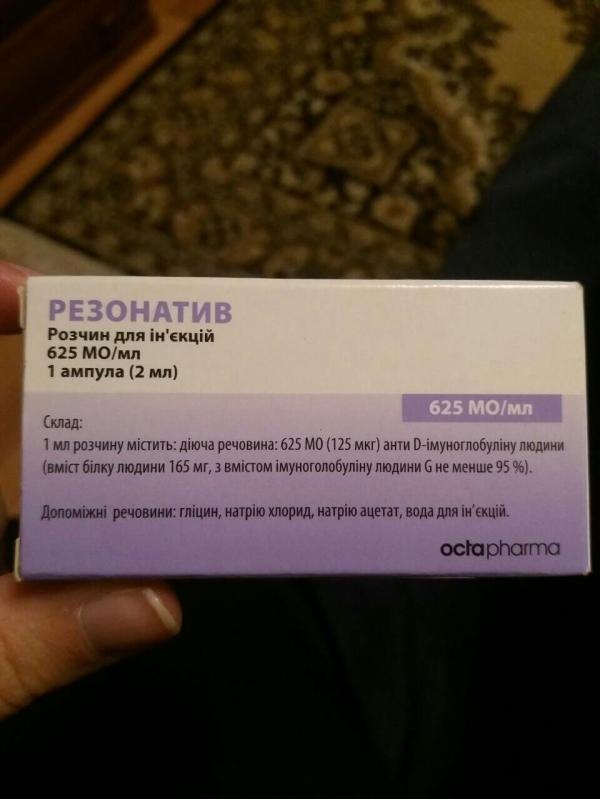 РЕЗОНАТИВ
Розчин для ін'єкцій
625 МО/мл
1 ампула (2 мл)
625 МО/мл
Склад:
1 мл розчину містить: діюча речовина: 625 МО (125 мкг) анти D-імуноглобуліну людини
(вміст білку людини 165 мг, з вмістом імуноголобуліну людини G не менше 95 %).
Допоміжні речовини: гліцин, натрію хлорид, натрію ацетат, вода для ін’єкцій.
octapharma